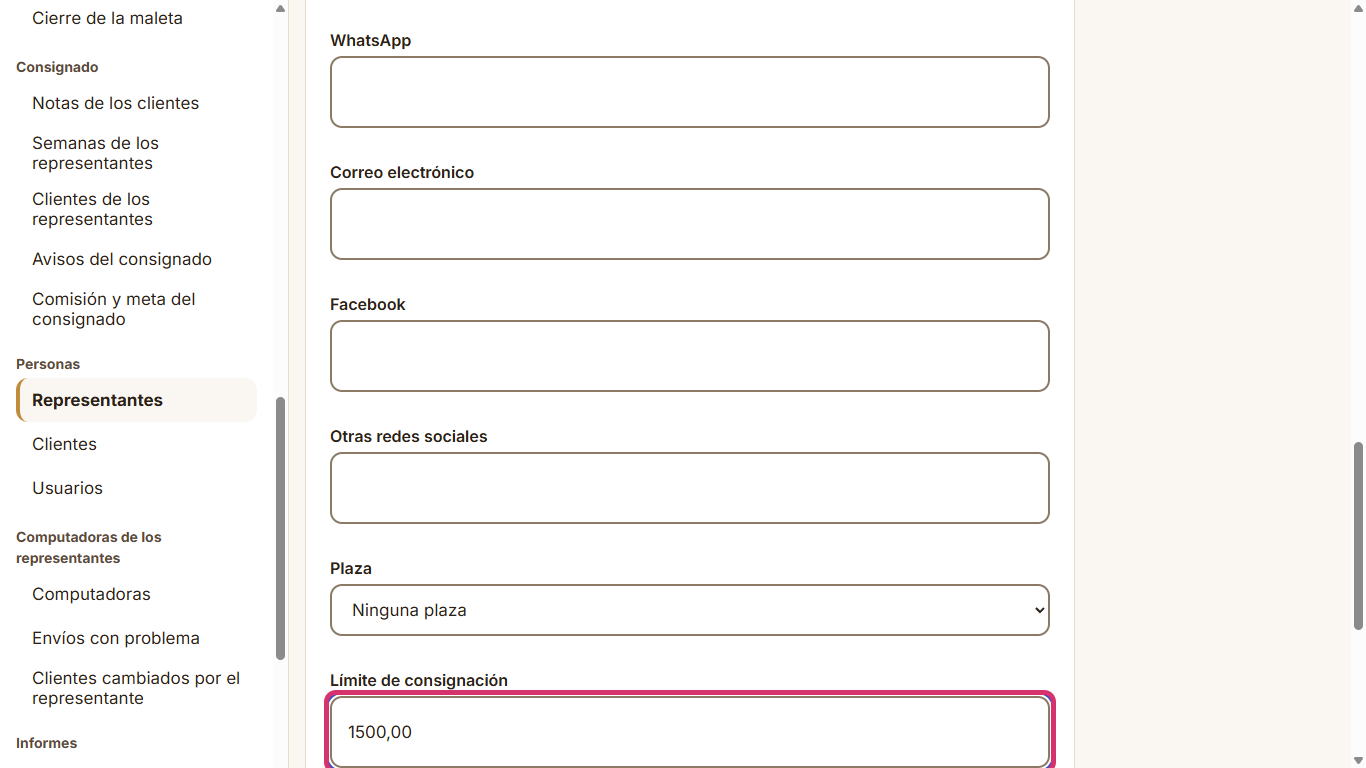 Cierre de la maleta
Consignado
Notas de los clientes
Semanas de los
representantes
Clientes de los
representantes
Avisos del consignado
Comisión y meta del
consignado
Personas
Representantes
Clientes
Usuarios
Computadoras de los
representantes
Computadoras
Envíos con problema
Clientes cambiados por el
representante
Informes
WhatsApp
Correo electrónico
Facebook
Otras redes sociales
Plaza
Ninguna plaza
Límite de consignación
1500,00